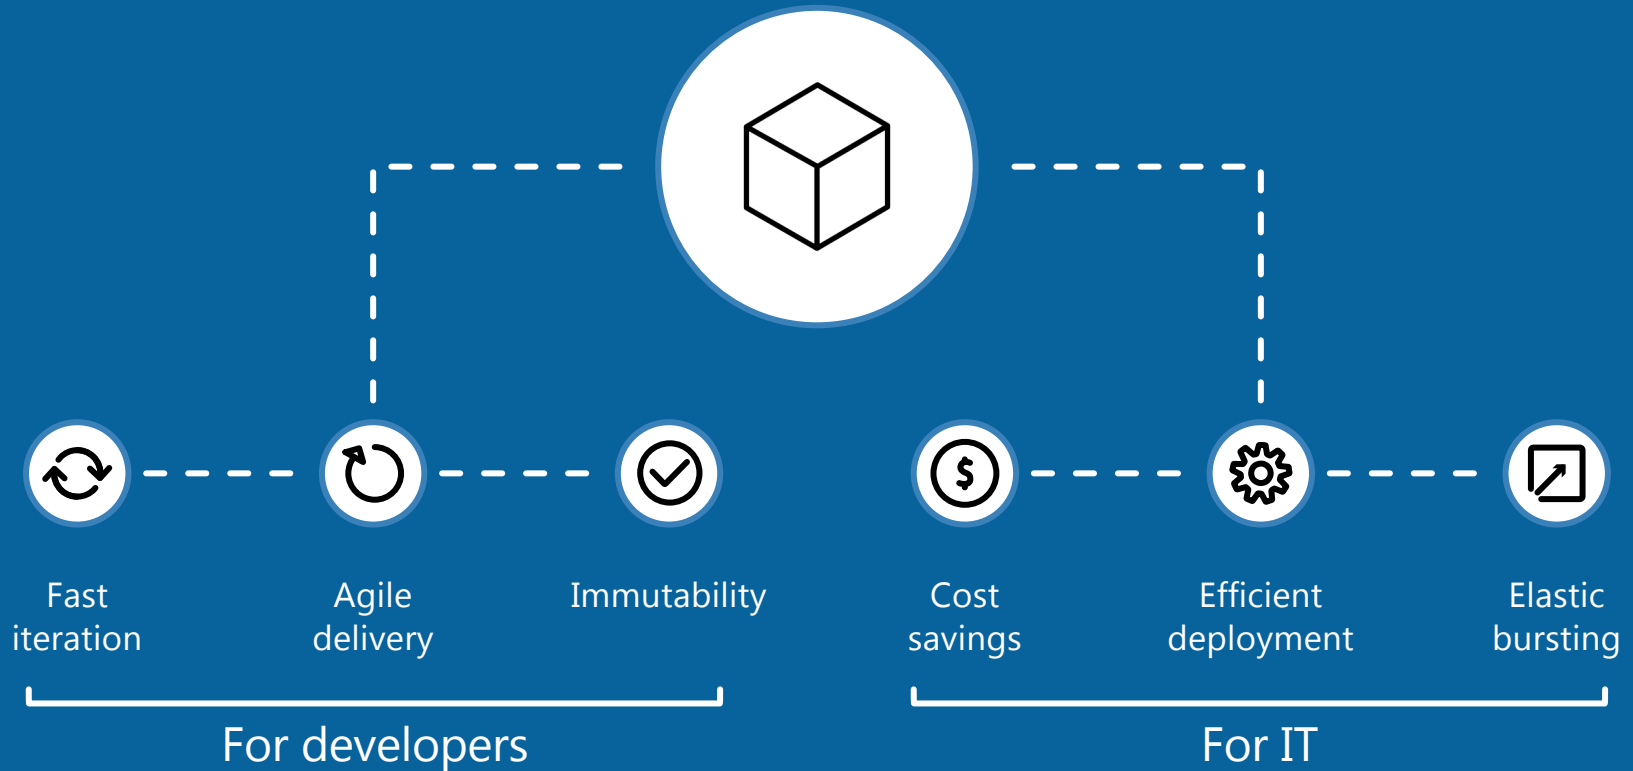 Fast
iteration
Agile
delivery
Immutability
Cost
savings
Efficient
deployment
Elastic
bursting
For developers
For IT